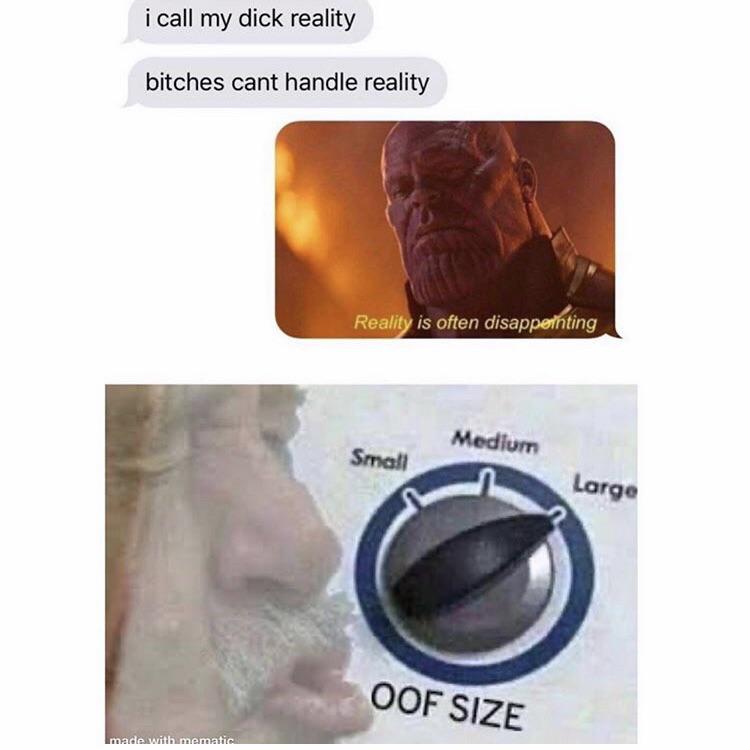 i call my dick reality
bitches cant handle reality
Reality is often disappointing
Small
Medium
Large
OOF SIZE
made with mematic